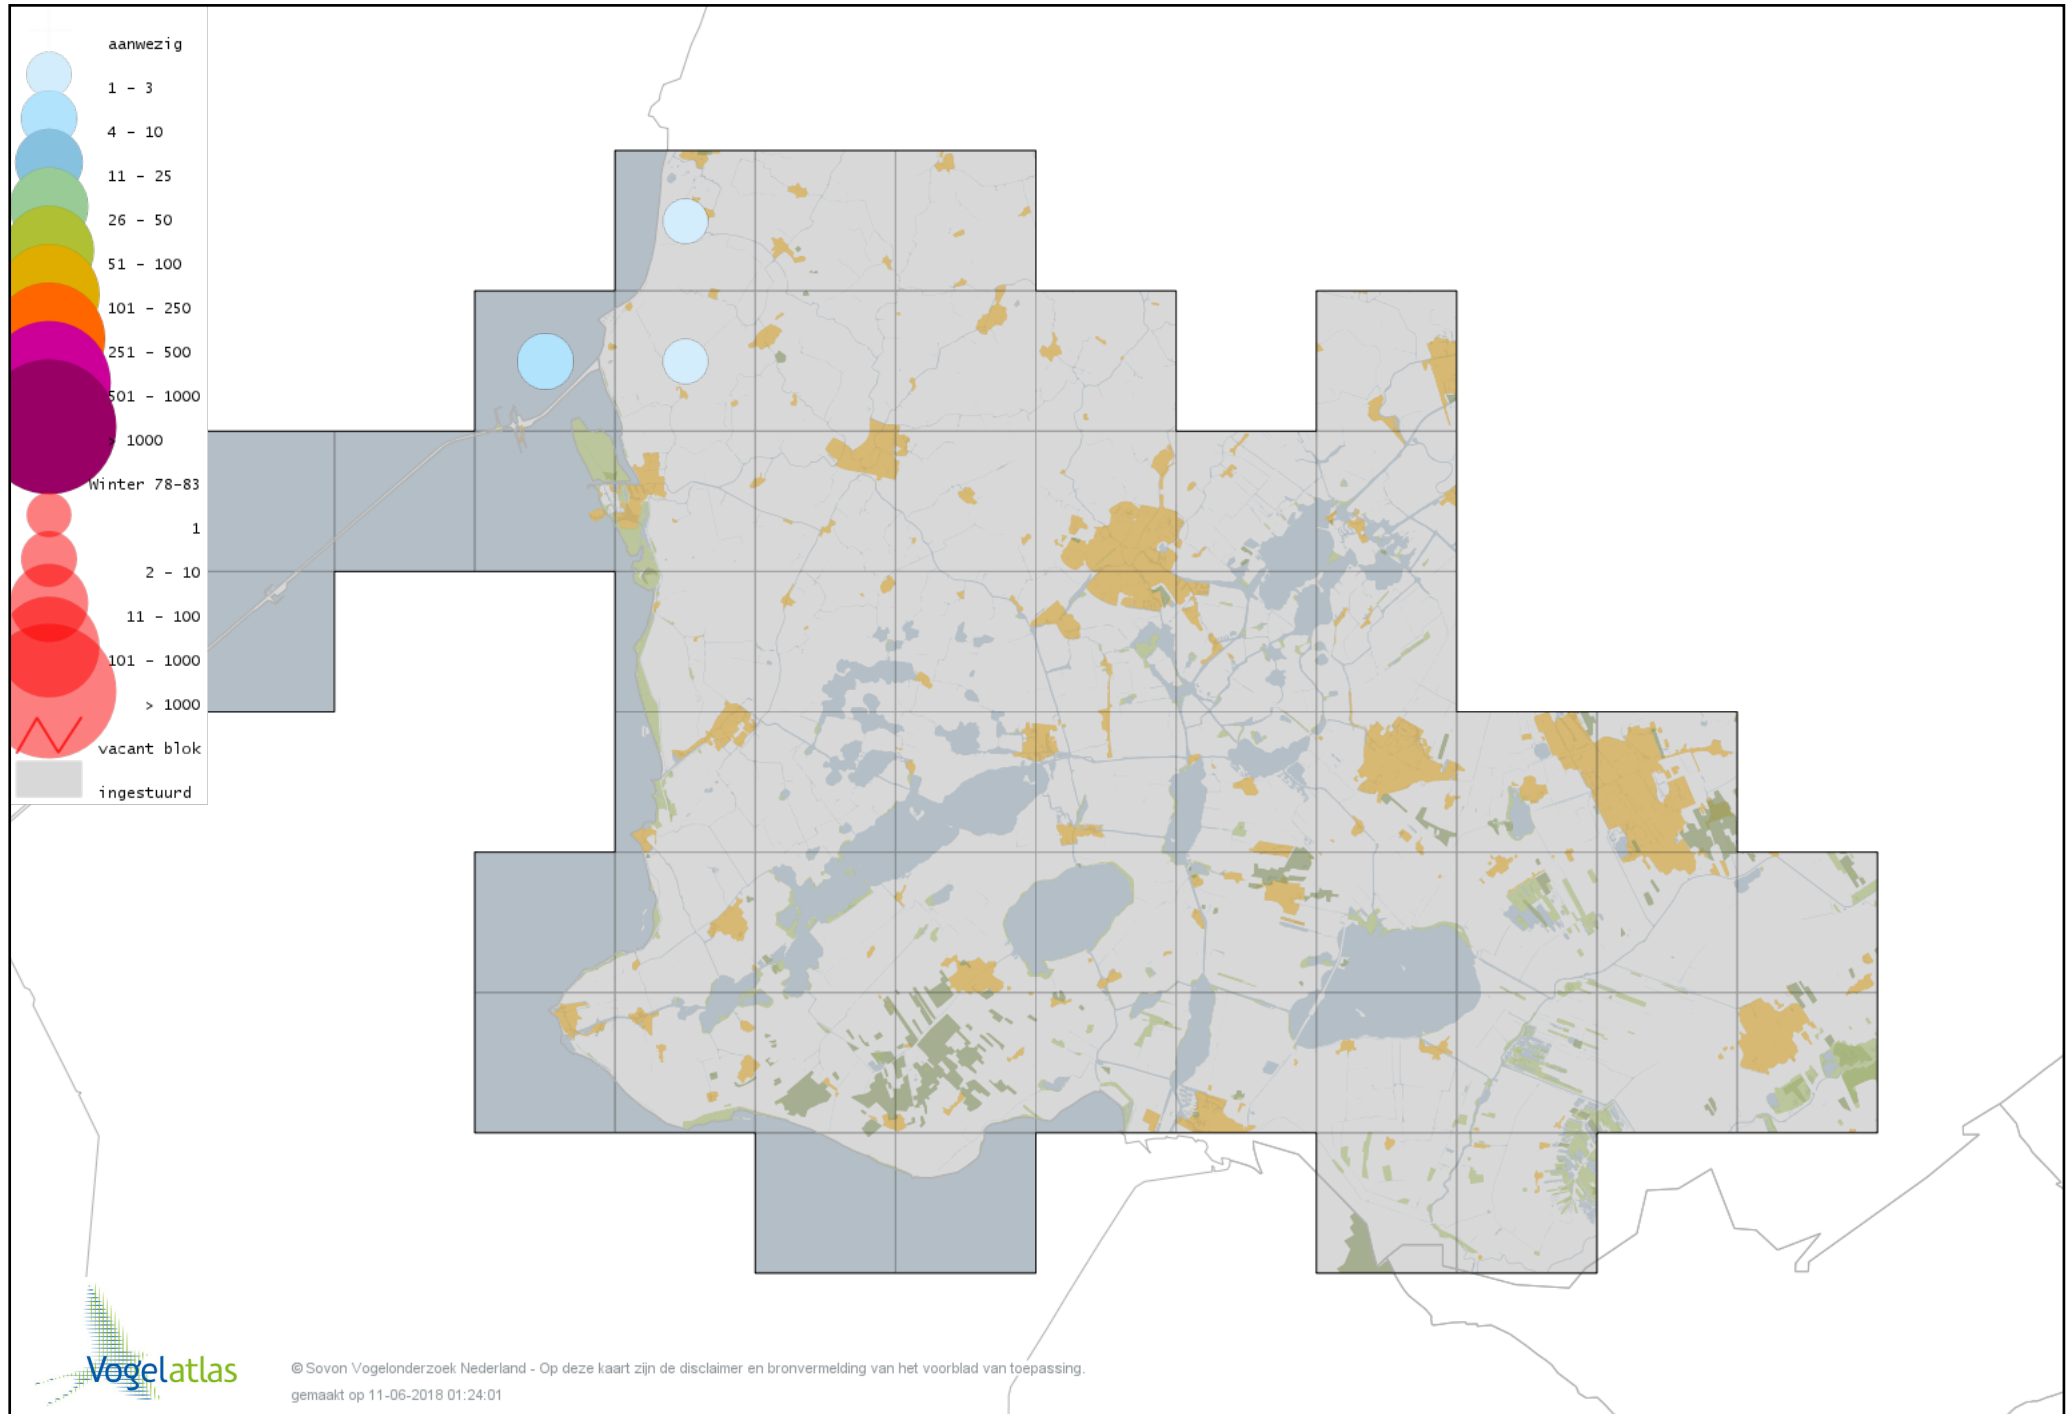 aanwezig
1 – 3
4 – 10
11 – 25
26 – 50
51 – 100
101 – 250
251 – 500
501 – 1000
> 1000
Winter 78-83
1
2 – 10
11 – 100
101 – 1000
> 1000
vacant blok
ingestuurd
Vogelatlas
© Sovon Vogelonderzoek Nederland - Op deze kaart zijn de disclaimer en bronvermelding van het voorblad van toepassing.
gemaakt op 11-06-2018 01:24:01